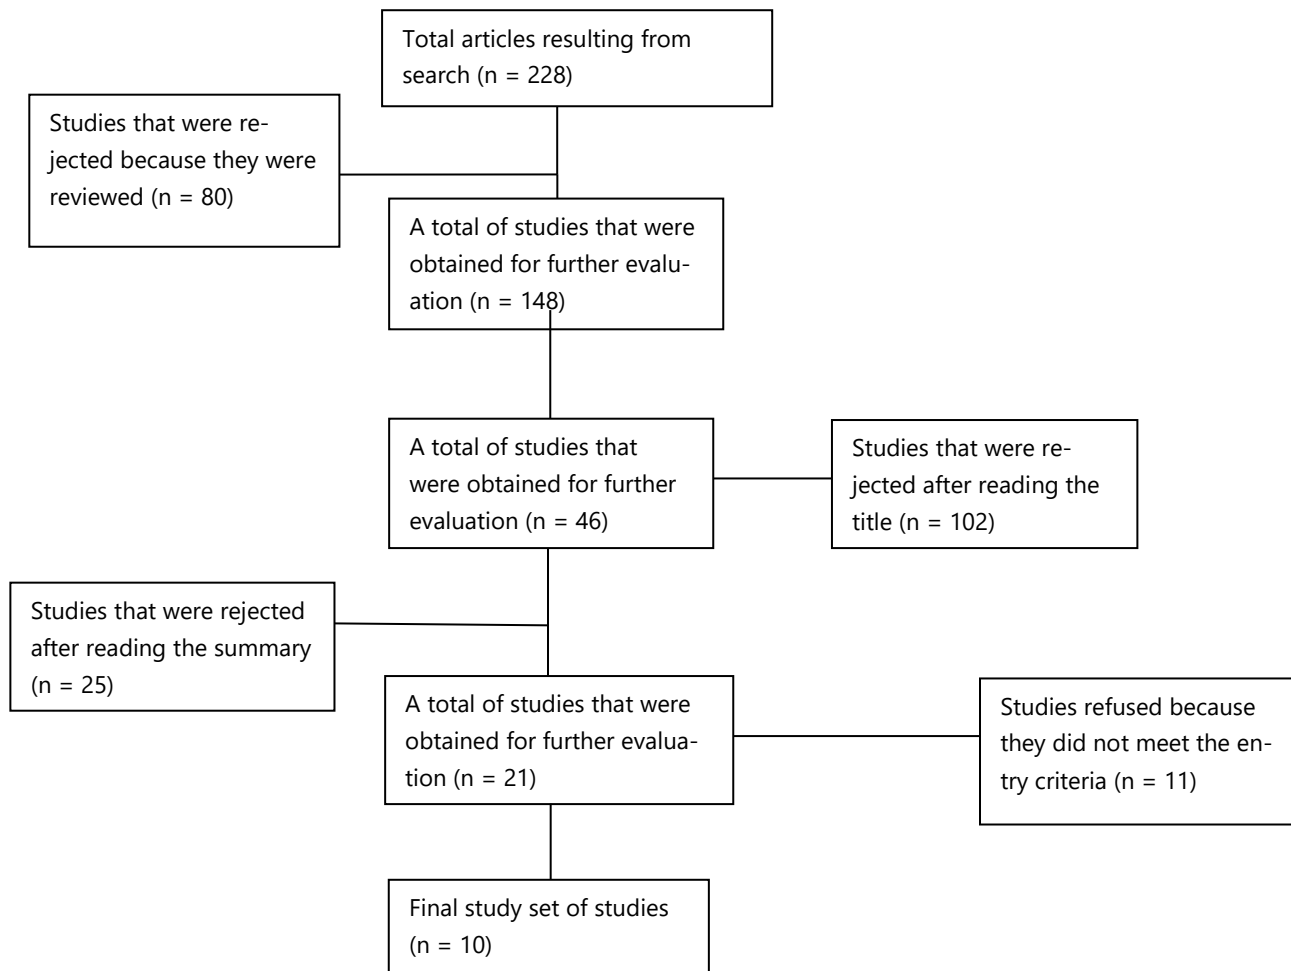 Total articles resulting from
search (n = 228)
Studies that were re-
jected because they were
reviewed (n = 80)
A total of studies that were
obtained for further evalu-
ation (n = 148)
A total of studies that
were obtained for further
evaluation (n = 46)
Studies that were re-
jected after reading the
title (n = 102)
Studies that were rejected
after reading the summary
(n = 25)
A total of studies that were
obtained for further evalua-
tion (n = 21)
Studies refused because
they did not meet the en-
try criteria (n = 11)
Final study set of studies
(n = 10)